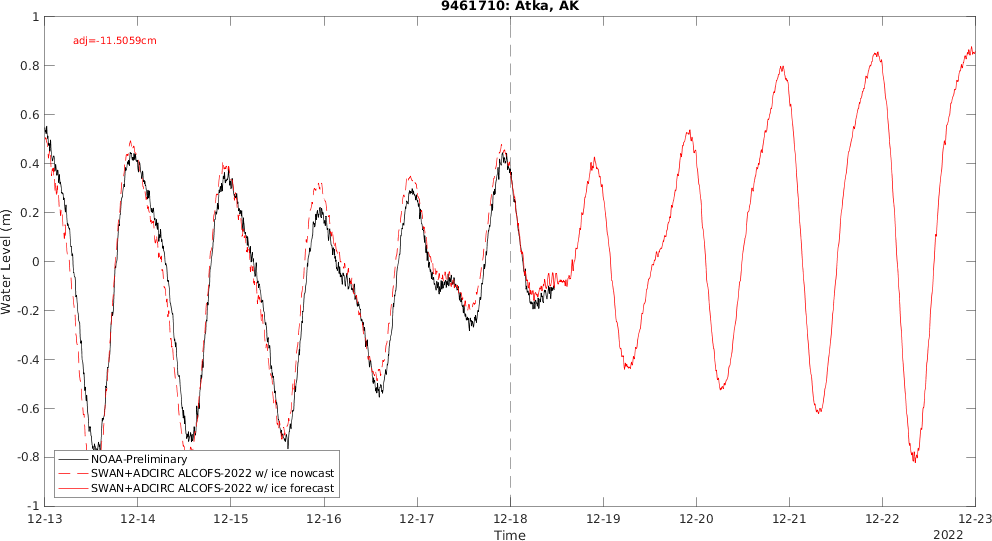 9461710: Atka, AK
adj=-11.5059cm
1
0.8
0.6
0.4
0.2
0
-0.2
-0.4
-0.6
-0.8
-1
Water Level (m)
NOAA-Preliminary
SWAN+ADCIRC ALCOFS-2022 w/ ice nowcast
SWAN+ADCIRC ALCOFS-2022 w/ ice forecast
12-13 12-14 12-15 12-16 12-17 12-18 12-19 12-20 12-21 12-22 12-23
Time
2022